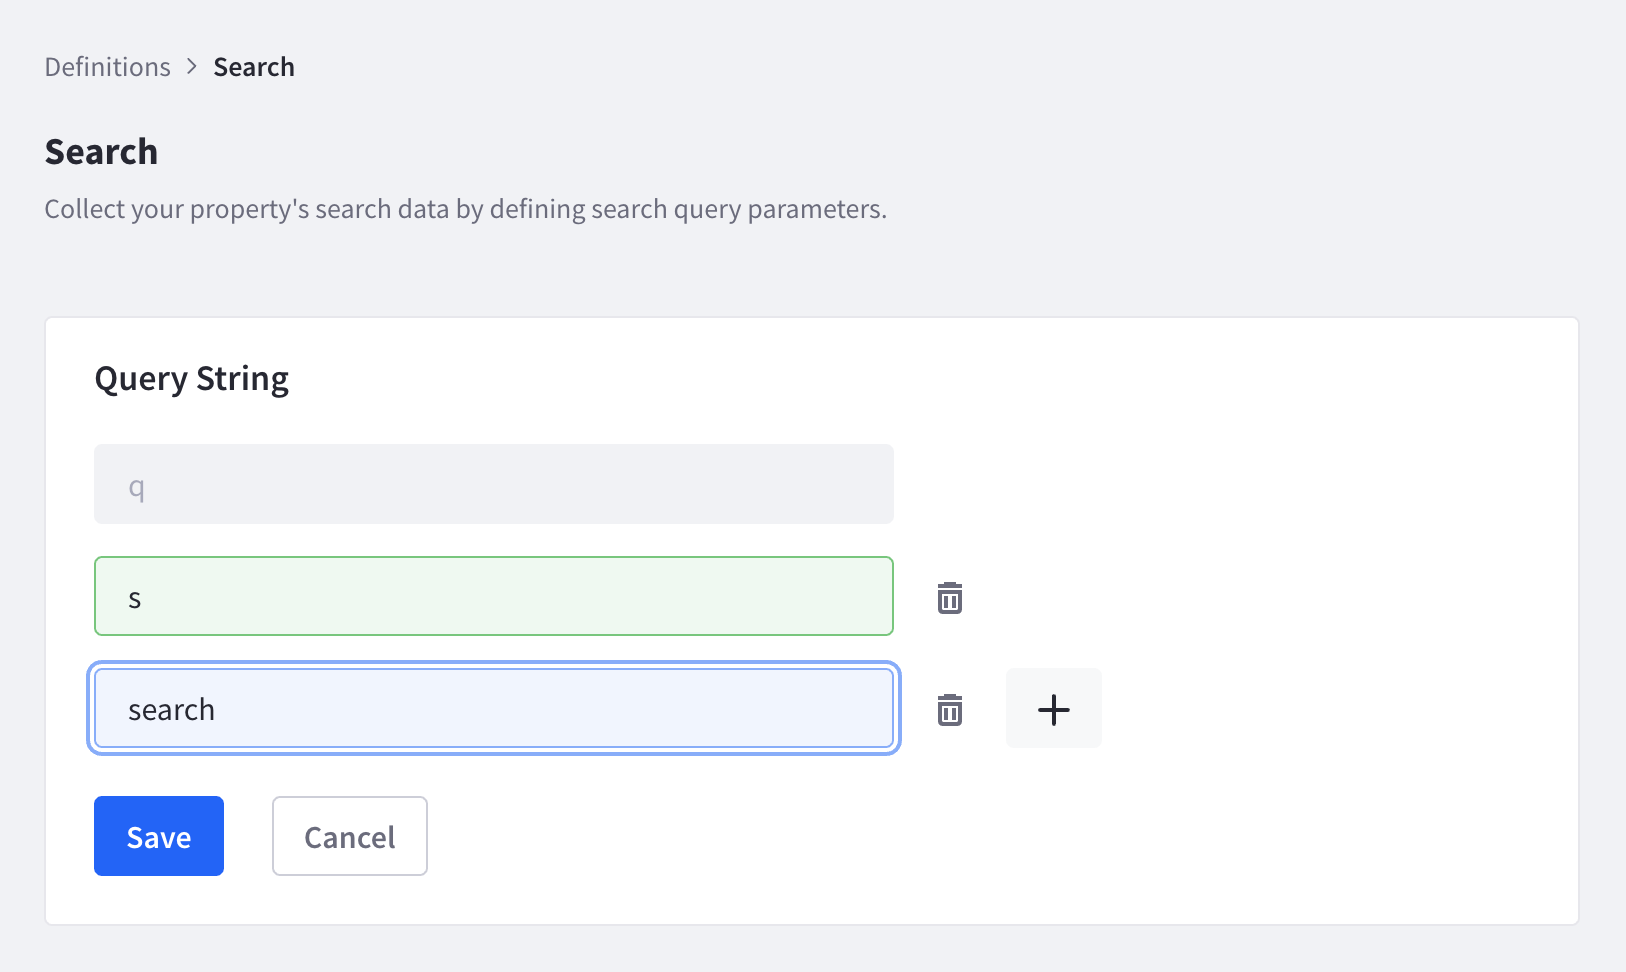 Definitions > Search
Search
Collect your property's search data by defining search query parameters.
Query String
q
s
search
Save Cancel